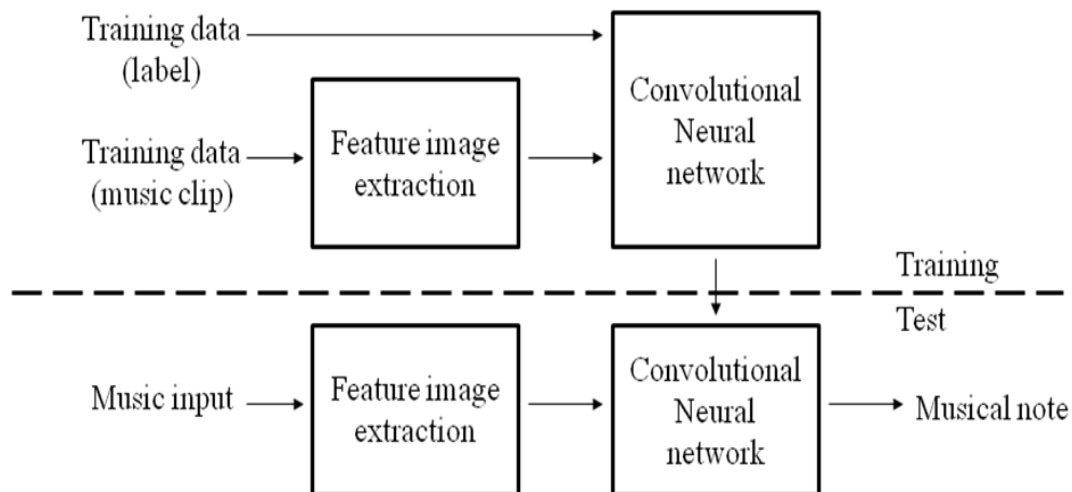 Training data
(label)
Training data
(music clip)
Feature image
extraction
Convolutional
Neural
network
Training
Test
Music input
Feature image
extraction
Convolutional
Neural
network
Musical note